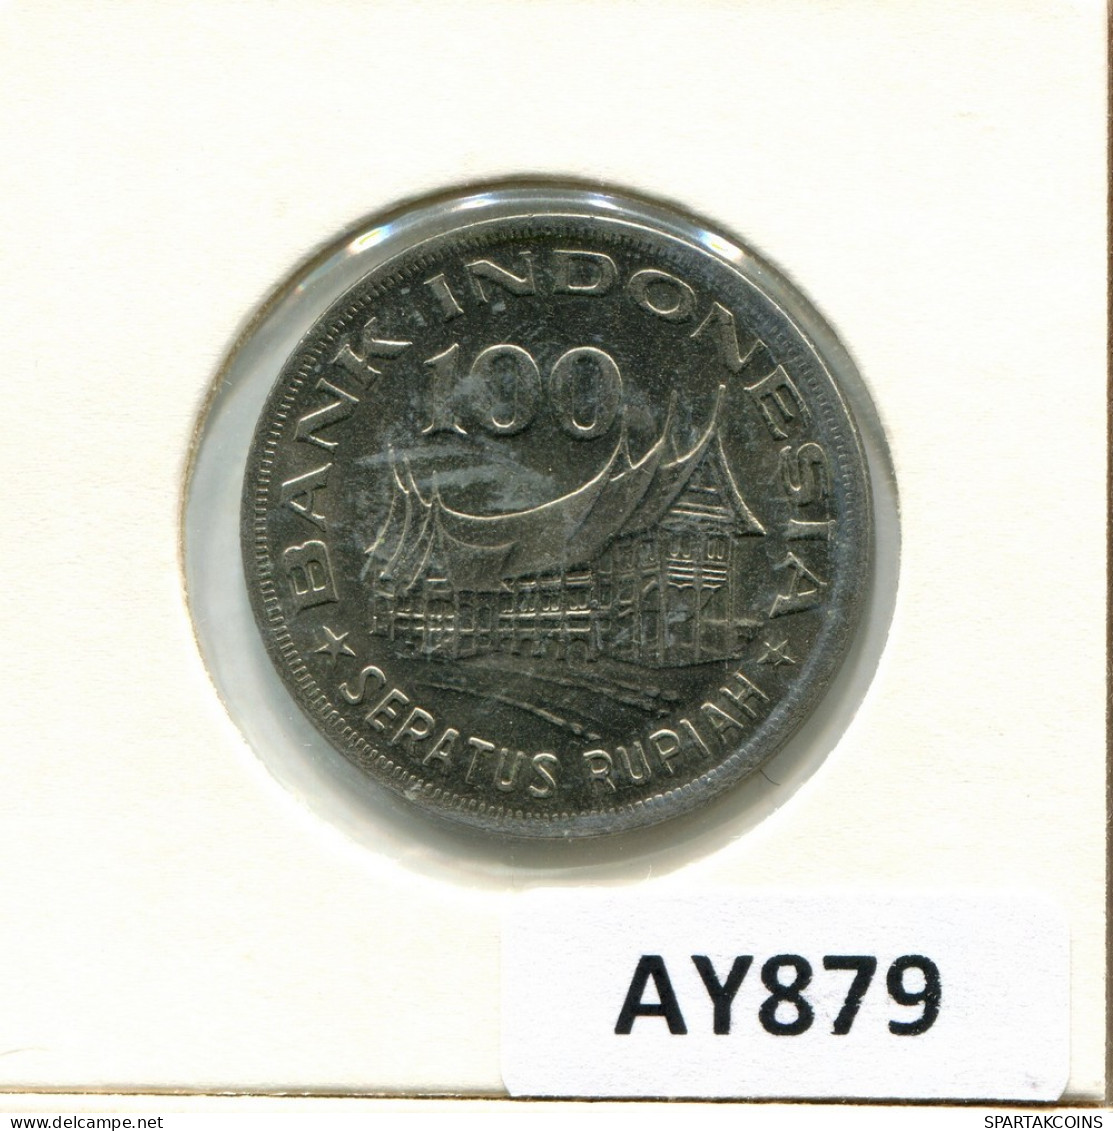 BANK INDONESIA
100
★ SERATUS RUPIAH ★
AY879
www.delcampe.net
SPARTAKCOINS